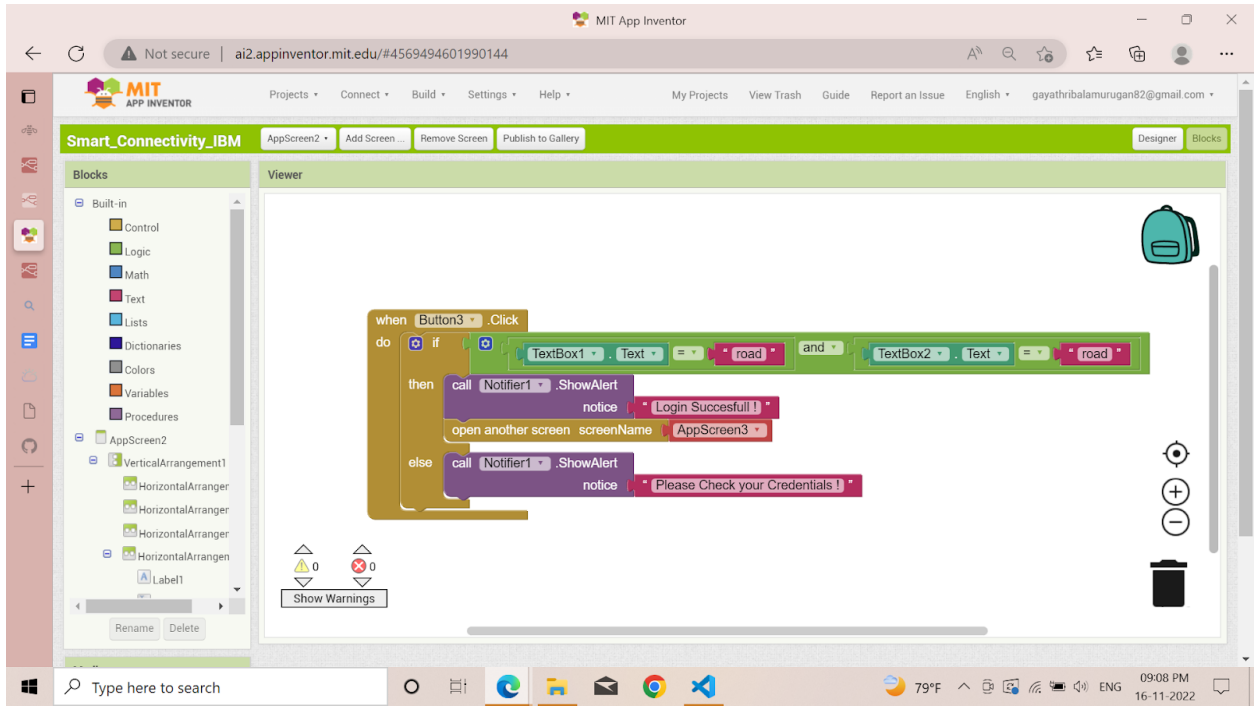 MIT App Inventor
Not secure | ai2.appinventor.mit.edu/#4569494601990144
MIT APP INVENTOR
Projects Connect Build Settings Help My Projects View Trash Guide Report an Issue English gayathribalamurugan82@gmail.com
Smart_Connectivity_IBM AppScreen2 Add Screen ... Remove Screen Publish to Gallery Designer Blocks
Blocks Viewer
Built-in
Control
Logic
Math
Text
Lists
Dictionaries
Colors
Variables
Procedures
AppScreen2
VerticalArrangement1
HorizontalArranger
HorizontalArranger
HorizontalArranger
HorizontalArrangen
Label1
Rename Delete
when Button3 .Click
do if TextBox1 . Text = " road " and TextBox2 . Text = " road "
then call Notifier1 .ShowAlert
notice " Login Succesfull ! "
open another screen screenName AppScreen3
else call Notifier1 .ShowAlert
notice " Please Check your Credentials ! "
0 0
Show Warnings
Type here to search 79°F ENG 09:08 PM
16-11-2022